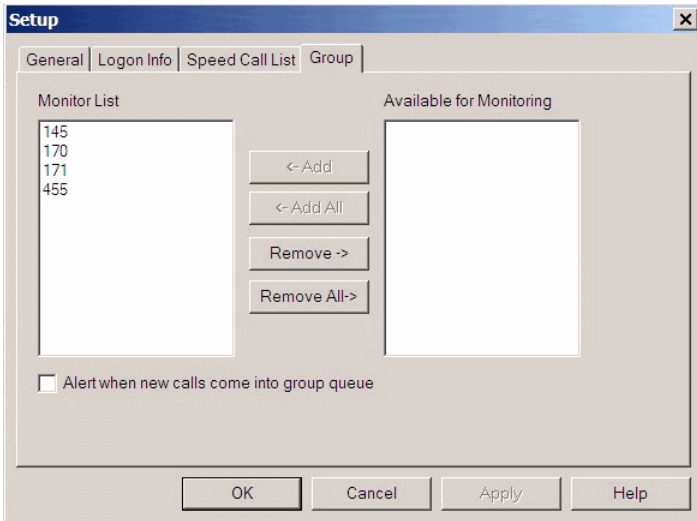 Setup
General Logon Info Speed Call List Group
Monitor List Available for Monitoring
145
170
171
455
<- Add
<- Add All
Remove ->
Remove All->
Alert when new calls come into group queue
OK Cancel Apply Help